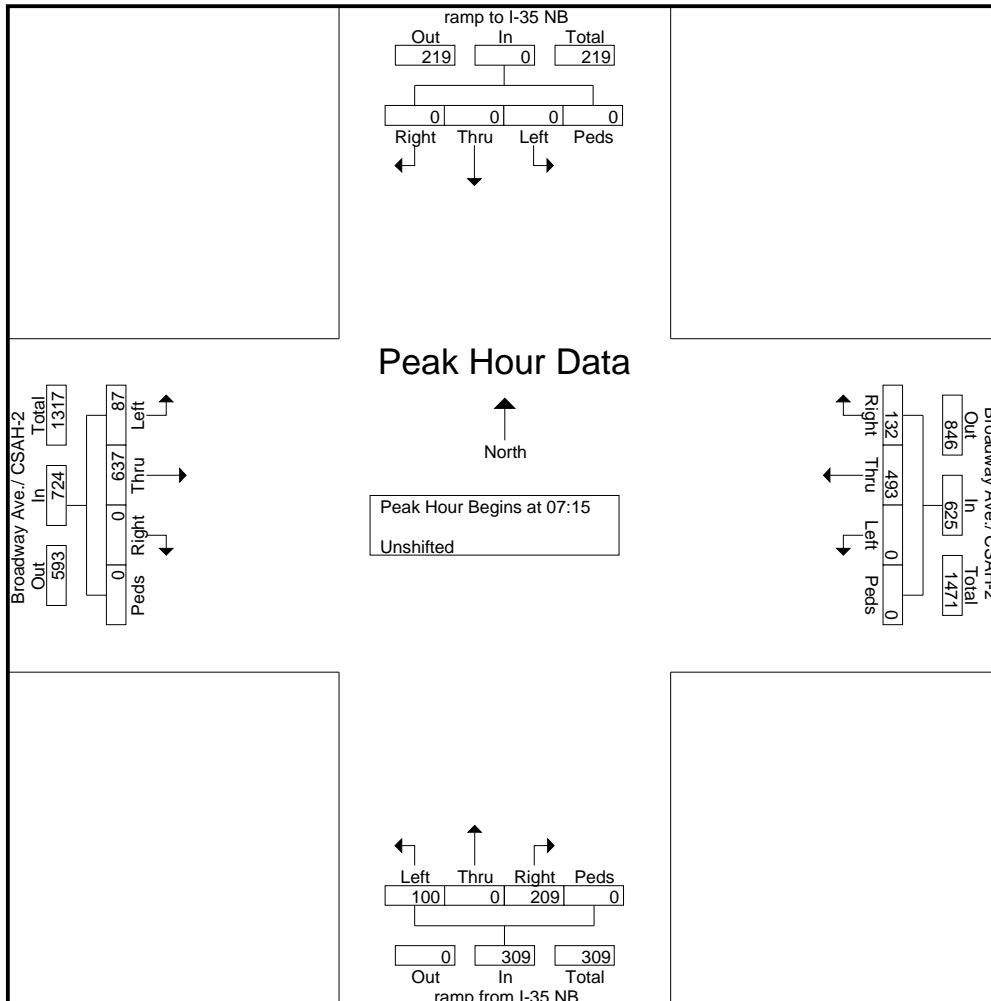 ramp to I-35 NB
Out In Total
219 0 219
0 0 0 0
Right Thru Left Peds
Peak Hour Data
North
Peak Hour Begins at 07:15
Unshifted
Broadway Ave./ CSAH-2
Out In Total
593 724 1317
0 0 637 87
Peds Right Thru Left
Broadway Ave./ CSAH-2
Out In Total
846 625 1471
132 493 0 0
Right Thru Left Peds
Left Thru Right Peds
100 0 209 0
0 309 309
Out In Total
ramp from I-35 NB